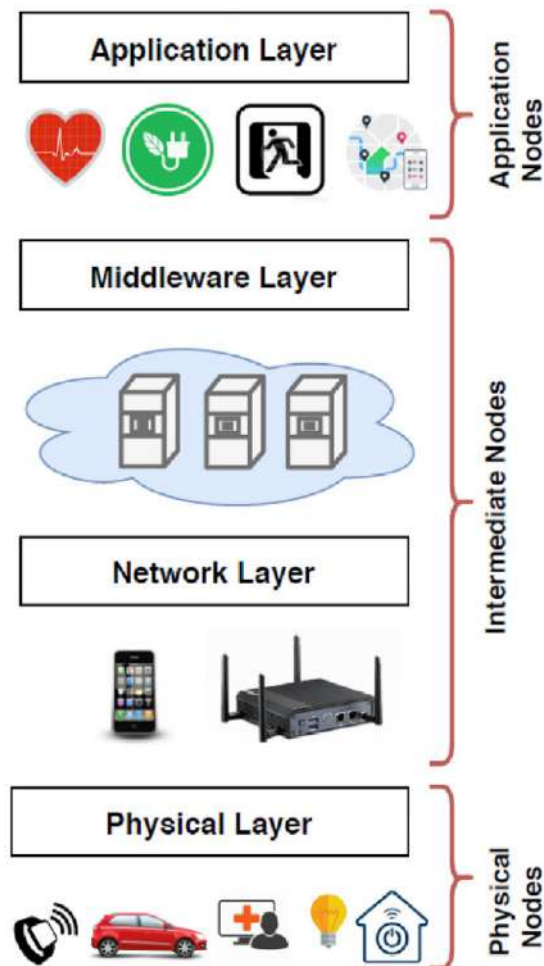 Application Layer
Application
Nodes
Middleware Layer
Intermediate Nodes
Network Layer
Physical Layer
Physical
Nodes